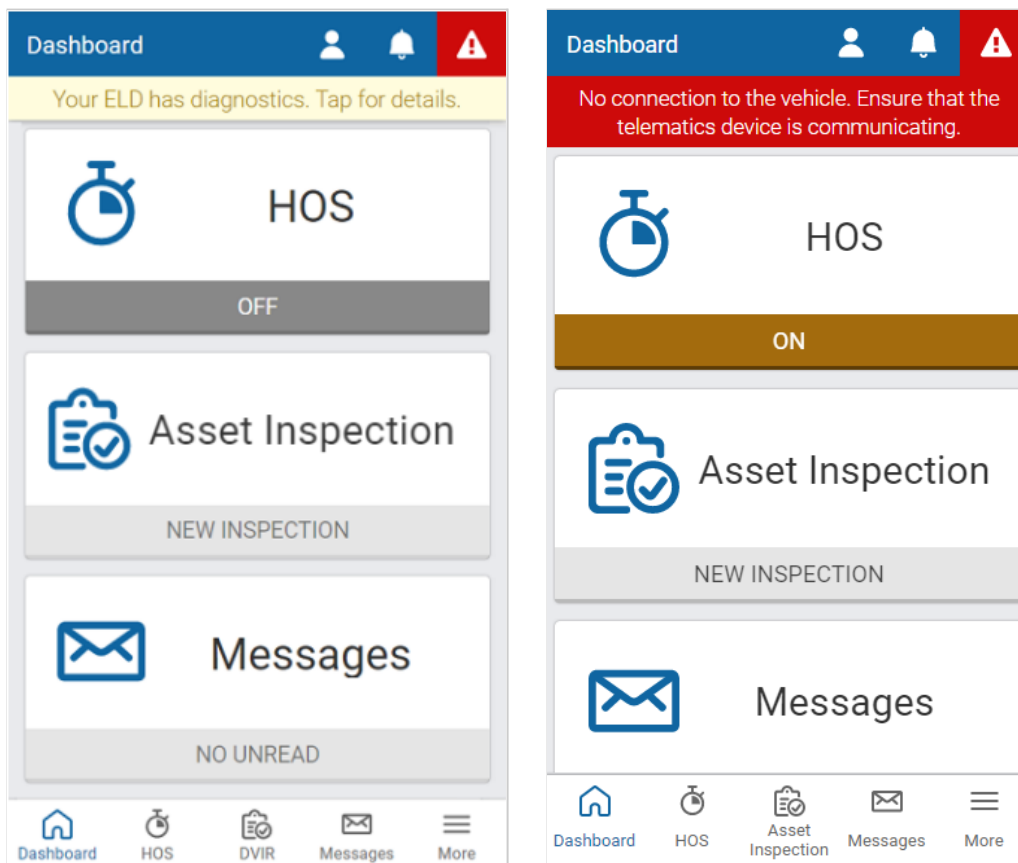 Dashboard
Your ELD has diagnostics. Tap for details.
HOS
OFF
Asset Inspection
NEW INSPECTION
Messages
NO UNREAD
Dashboard
HOS
DVIR
Messages
More
Dashboard
No connection to the vehicle. Ensure that the
telematics device is communicating.
HOS
ON
Asset Inspection
NEW INSPECTION
Messages
Dashboard
HOS
Asset
Inspection
Messages
More